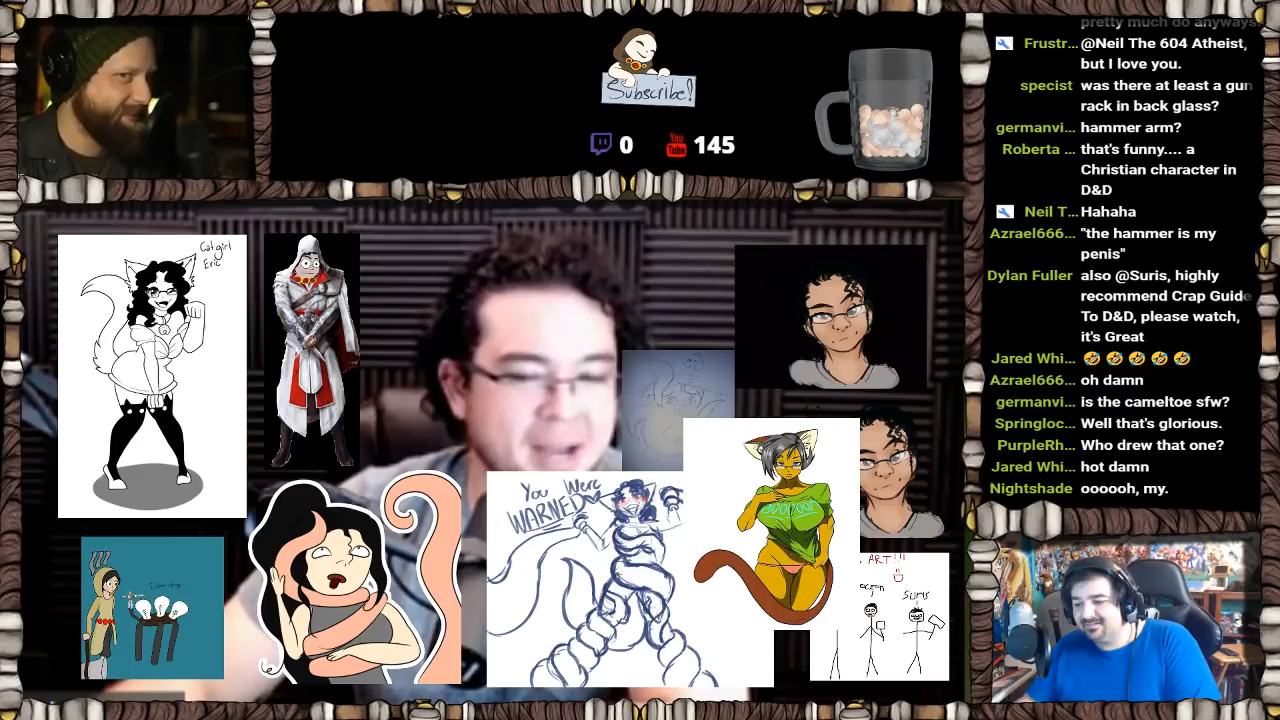 Subscribe!
0
You Tube 145
pretty much do anyways.
Frustr... @Neil The 604 Atheist,
but I love you.
specist was there at least a gun
rack in back glass?
germanvi... hammer arm?
Roberta ... that's funny.... a
Christian character in
D&D
Neil T... Hahaha
Azrael666... "the hammer is my
penis"
Dylan Fuller also @Suris, highly
recommend Crap Guide
To D&D, please watch,
it's Great
Jared Whi... 🤣 🤣 🤣 🤣 🤣
Azrael666... oh damn
germanvi... is the cameltoe sfw?
Springloc... Well that's glorious.
PurpleRh... Who drew that one?
Jared Whi... hot damn
Nightshade oooooh, my.
Catgirl
Eric
You Were
WARNED
ART!!!
Suris